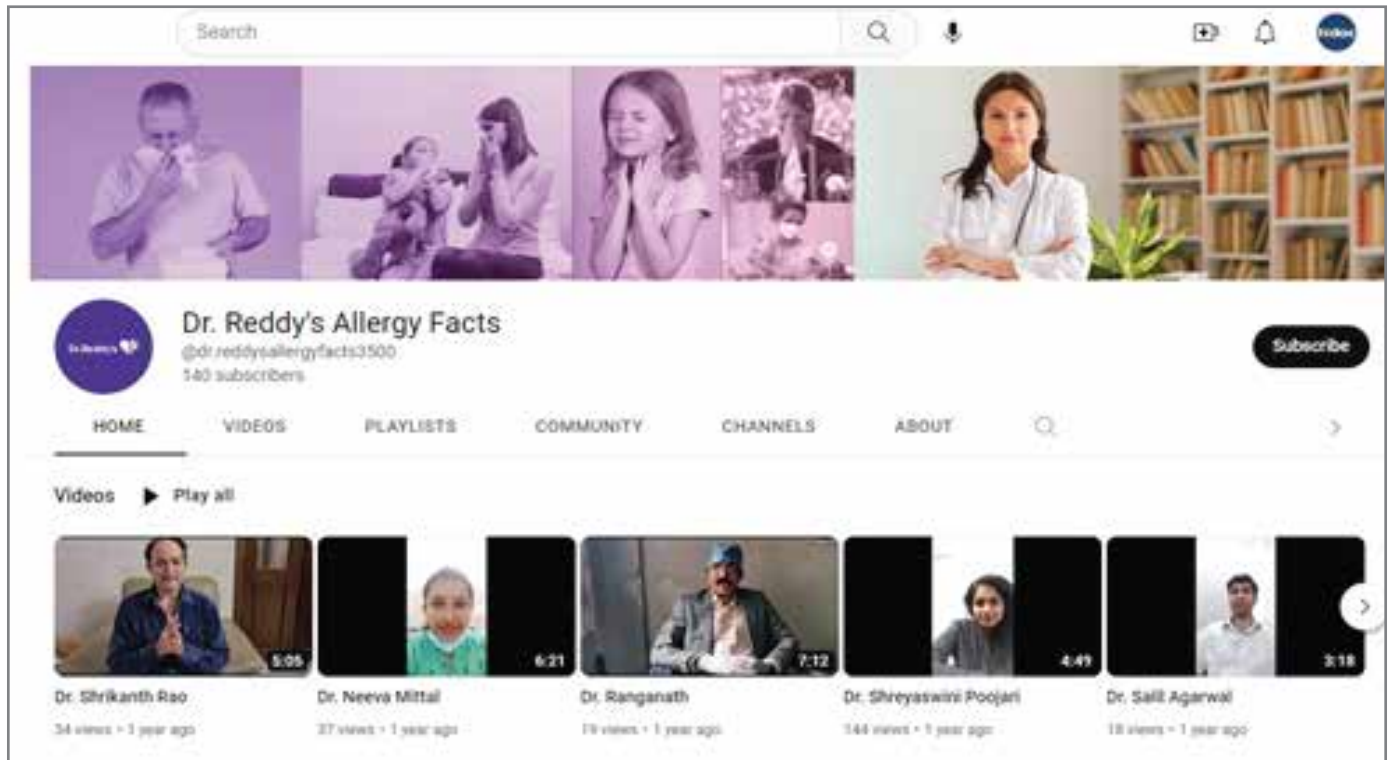 Search
Dr. Reddy's
Dr. Reddy's Allergy Facts
@dr.reddysallergyfacts3500
Subscribe
140 subscribers
HOME VIDEOS PLAYLISTS COMMUNITY CHANNELS ABOUT
Videos Play all
5:05 6:21 7:12 4:49 3:18
Dr. Shrikanth Rao Dr. Neeva Mittal Dr. Ranganath Dr. Shreyaswini Poojari Dr. Salil Agarwal
34 views • 1 year ago 37 views • 1 year ago 19 views • 1 year ago 144 views • 1 year ago 18 views • 1 year ago